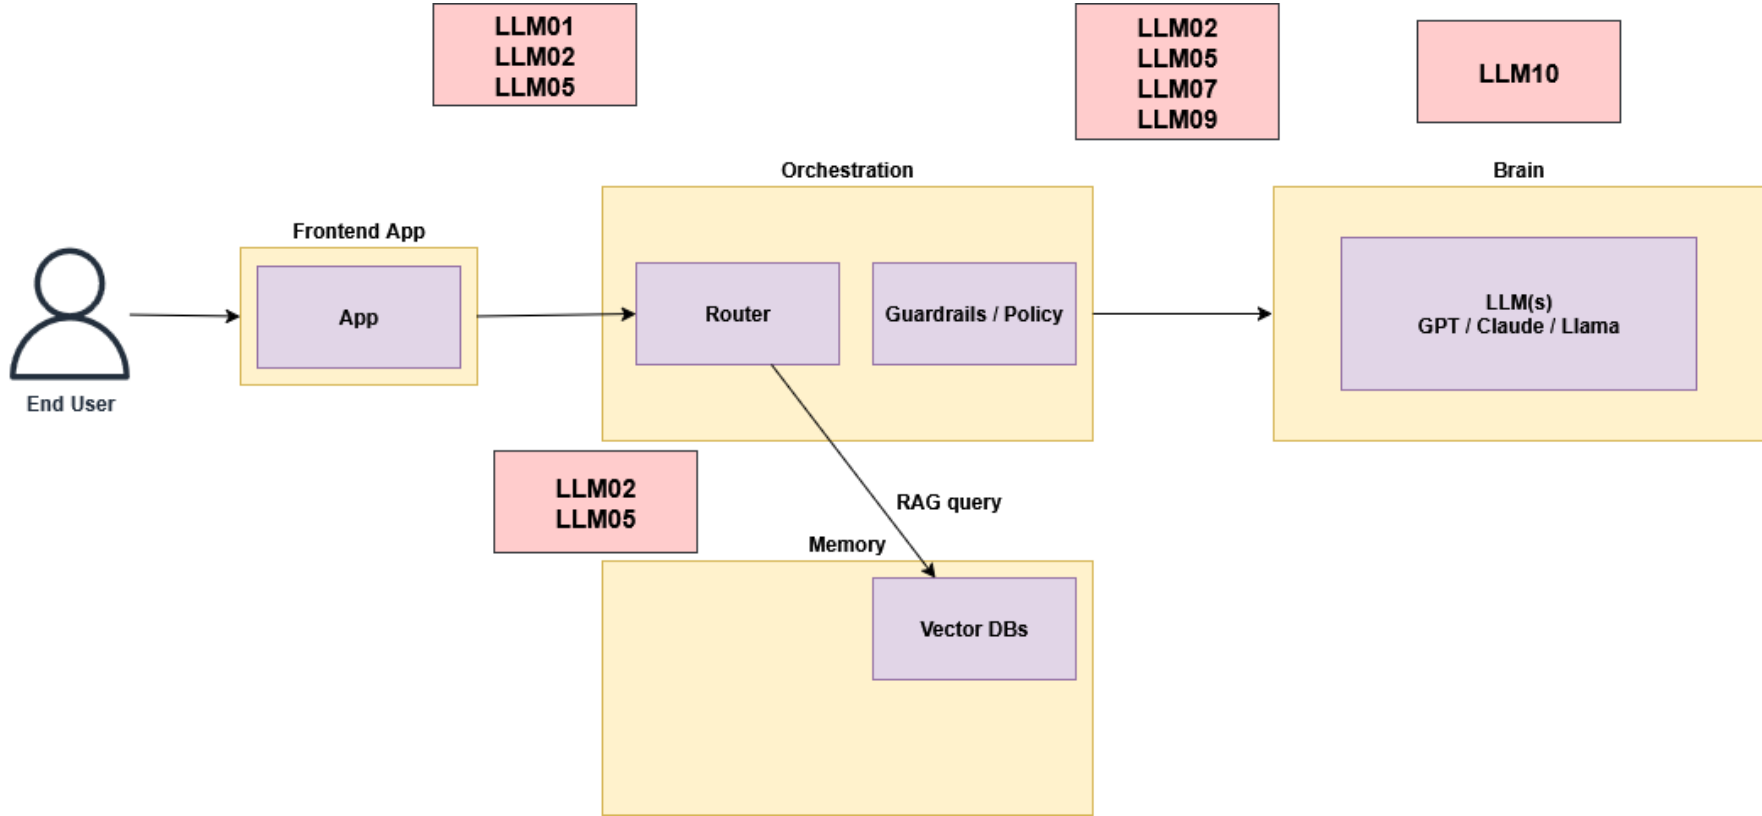 LLM01
LLM02
LLM05
LLM02
LLM05
LLM07
LLM09
LLM10
Orchestration
Brain
Frontend App
App
Router
Guardrails / Policy
LLM(s)
GPT / Claude / Llama
End User
LLM02
LLM05
RAG query
Memory
Vector DBs